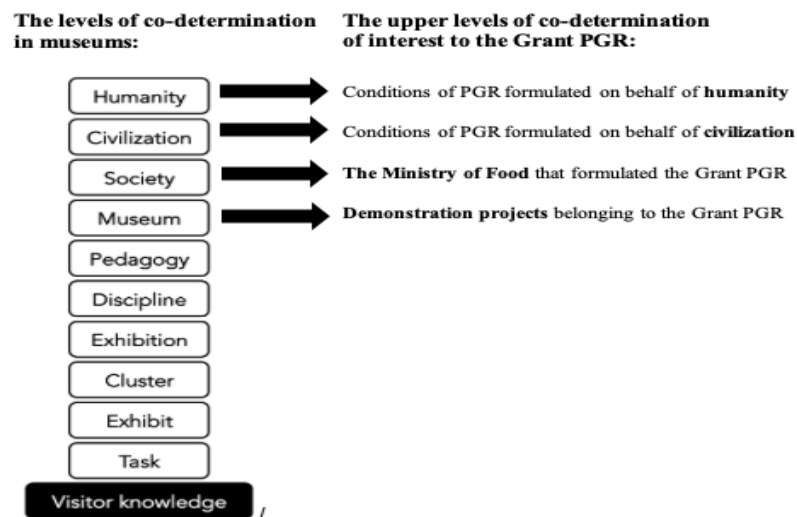 The levels of co-determination
in museums:
The upper levels of co-determination
of interest to the Grant PGR:
Humanity
Conditions of PGR formulated on behalf of humanity
Civilization
Conditions of PGR formulated on behalf of civilization
Society
The Ministry of Food that formulated the Grant PGR
Museum
Demonstration projects belonging to the Grant PGR
Pedagogy
Discipline
Exhibition
Cluster
Exhibit
Task
Visitor knowledge
/